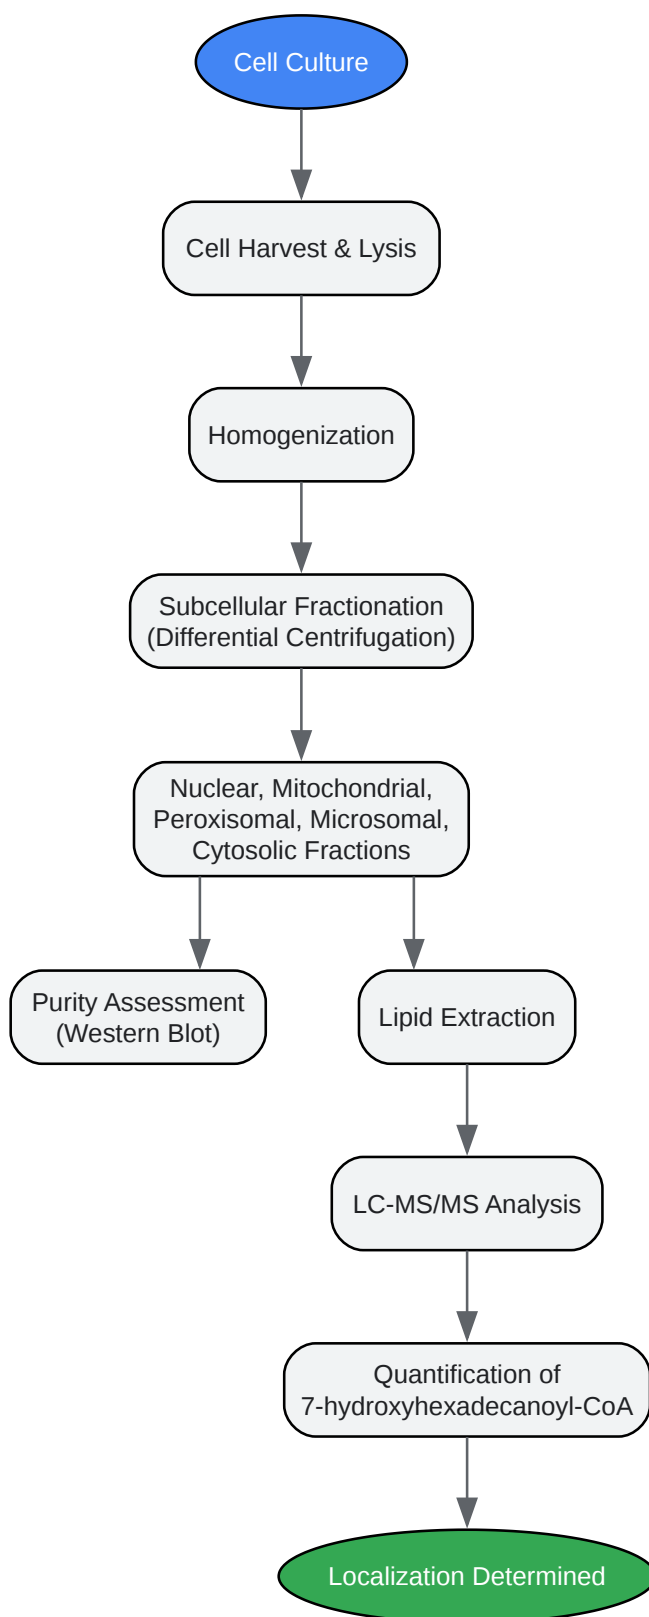 Cell Culture
Cell Harvest & Lysis
Homogenization
Subcellular Fractionation
(Differential Centrifugation)
Nuclear, Mitochondrial,
Peroxisomal, Microsomal,
Cytosolic Fractions
Purity Assessment
(Western Blot)
Lipid Extraction
LC-MS/MS Analysis
Quantification of
7-hydroxyhexadecanoyl-CoA
Localization Determined